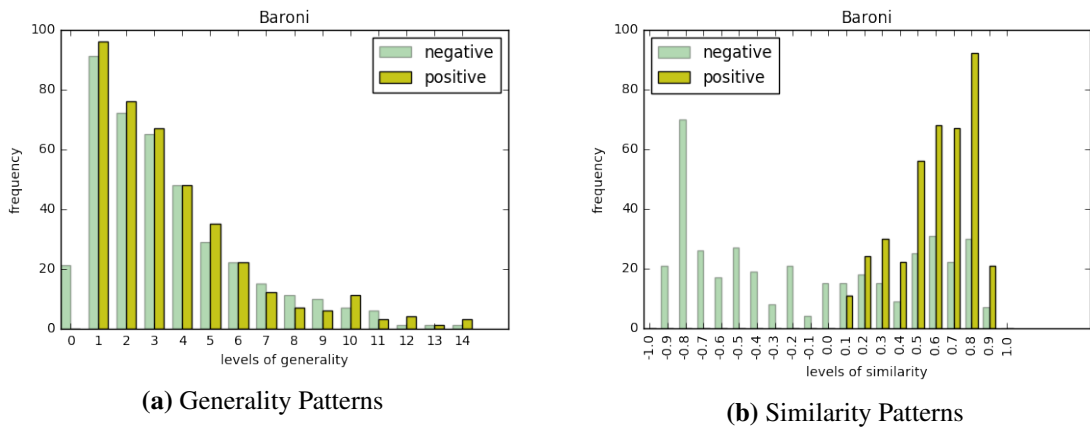 Baroni
100
80
60
40
20
0
frequency
negative
positive
0 1 2 3 4 5 6 7 8 9 10 11 12 13 14
levels of generality
(a) Generality Patterns
Baroni
100
80
60
40
20
0
frequency
negative
positive
-1.0 -0.9 -0.8 -0.7 -0.6 -0.5 -0.4 -0.3 -0.2 -0.1 0.0 0.1 0.2 0.3 0.4 0.5 0.6 0.7 0.8 0.9 1.0
levels of similarity
(b) Similarity Patterns